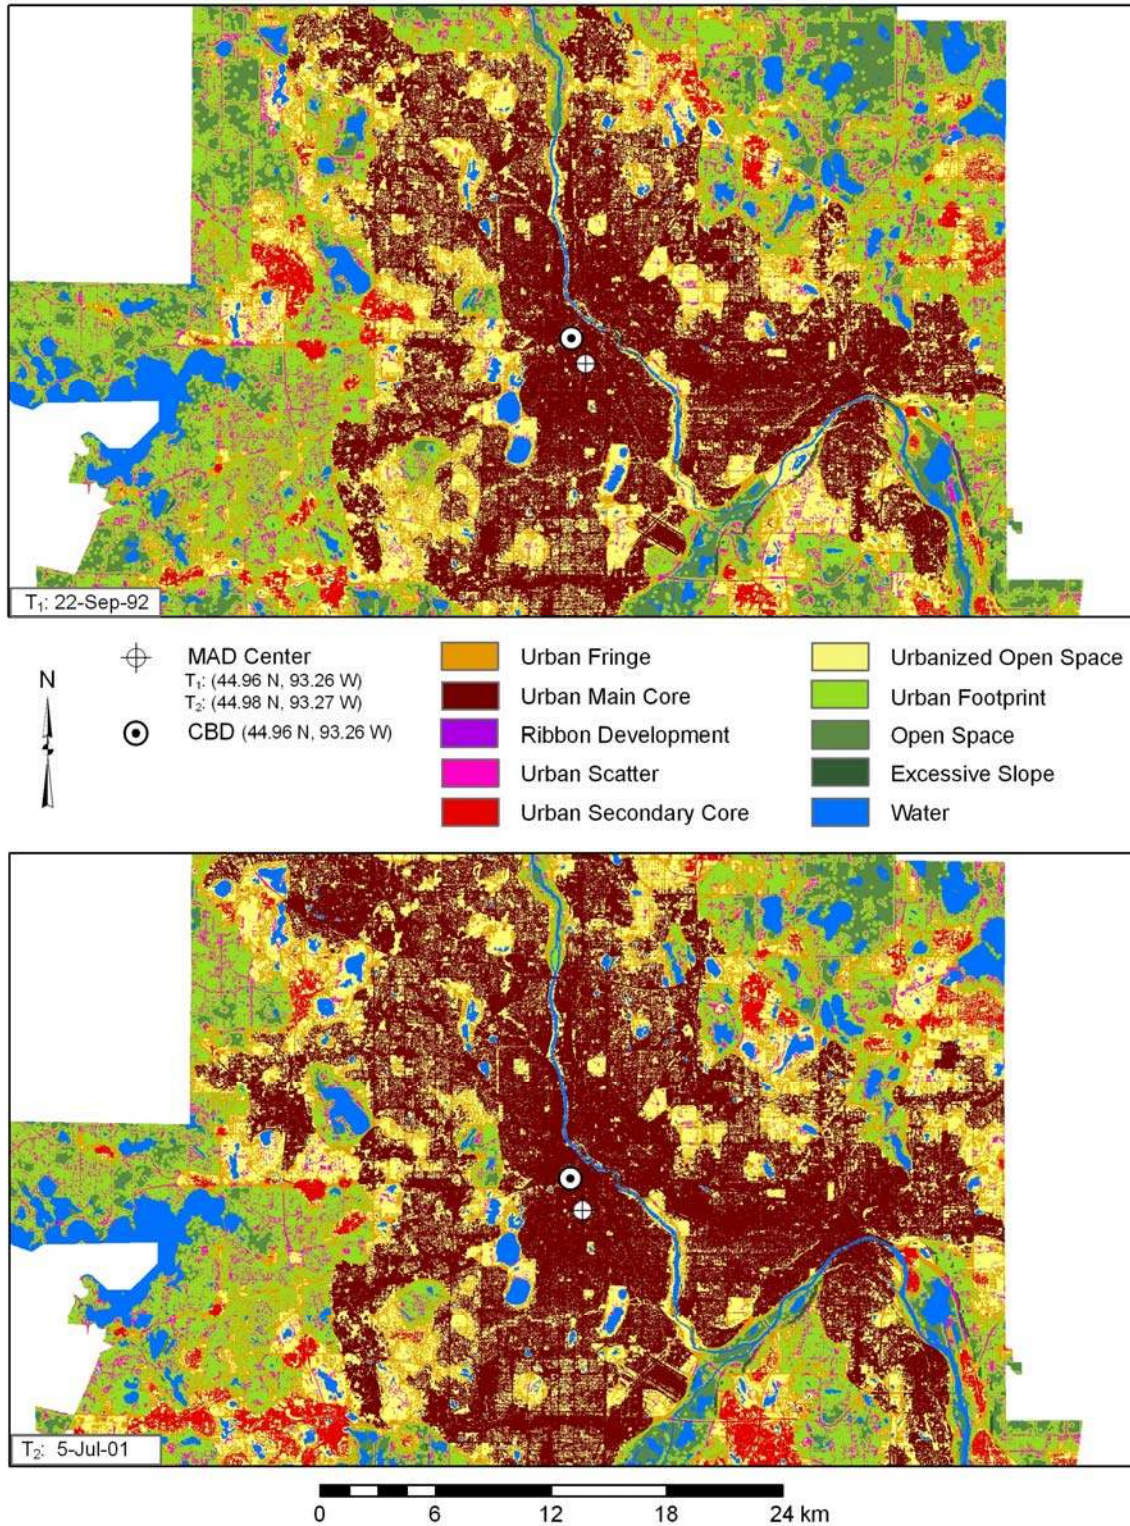 T1: 22-Sep-92
N
MAD Center
T1: (44.96 N, 93.26 W)
T2: (44.98 N, 93.27 W)
CBD (44.96 N, 93.26 W)
Urban Fringe
Urban Main Core
Ribbon Development
Urban Scatter
Urban Secondary Core
Urbanized Open Space
Urban Footprint
Open Space
Excessive Slope
Water
T2: 5-Jul-01
0 6 12 18 24 km